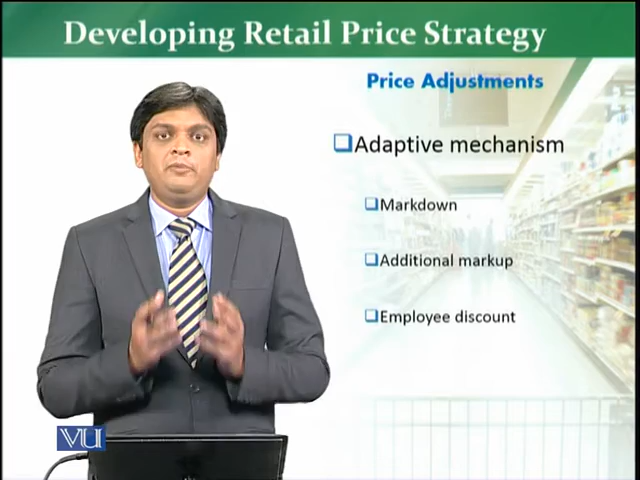 Developing Retail Price Strategy
Price Adjustments
Adaptive mechanism
Markdown
Additional markup
Employee discount
VU